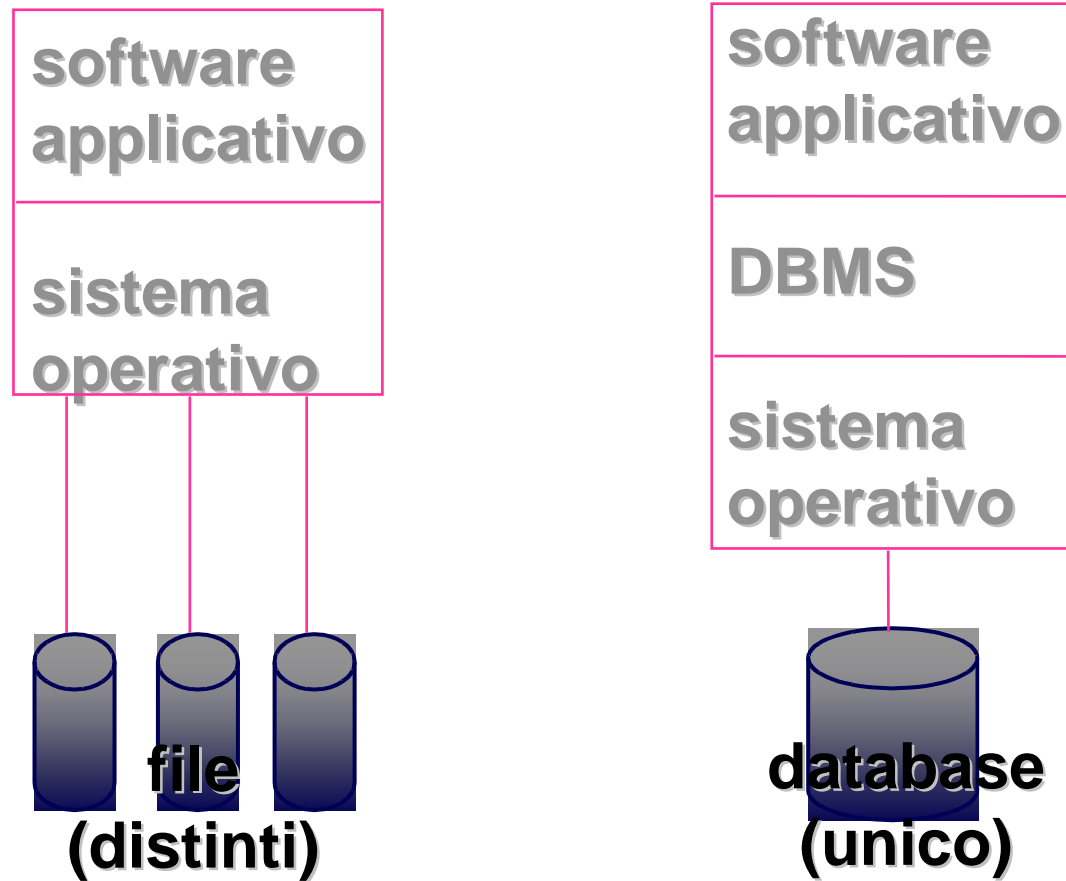 software
applicativo
sistema
operativo
file
(distinti)
software
applicativo
DBMS
sistema
operativo
database
(unico)